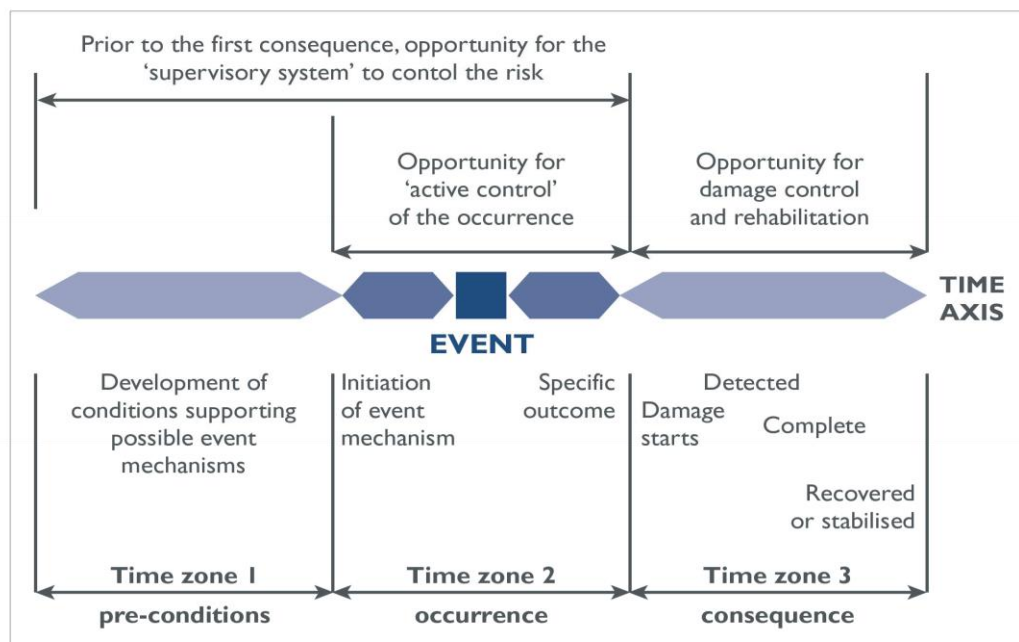 Prior to the first consequence, opportunity for the
‘supervisory system’ to contol the risk
Opportunity for
‘active control’
of the occurrence
Opportunity for
damage control
and rehabilitation
TIME
AXIS
EVENT
Development of
conditions supporting
possible event
mechanisms
Initiation
of event
mechanism
Specific
outcome
Detected
Damage
starts
Complete
Recovered
or stabilised
Time zone 1
pre-conditions
Time zone 2
occurrence
Time zone 3
consequence